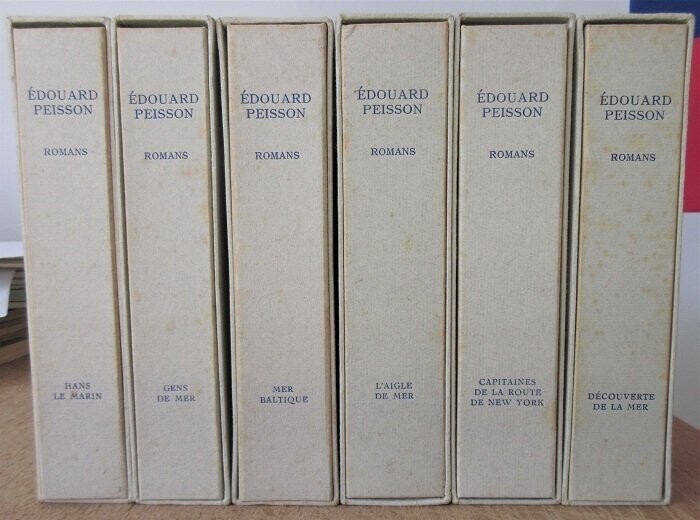 ÉDOUARD
PEISSON
ROMANS
HANS
LE MARIN
ÉDOUARD
PEISSON
ROMANS
GENS
DE MER
ÉDOUARD
PEISSON
ROMANS
MER
BALTIQUE
ÉDOUARD
PEISSON
ROMANS
L'AIGLE
DE MER
ÉDOUARD
PEISSON
ROMANS
CAPITAINES
DE LA ROUTE
DE NEW YORK
ÉDOUARD
PEISSON
ROMANS
DÉCOUVERTE
DE LA MER